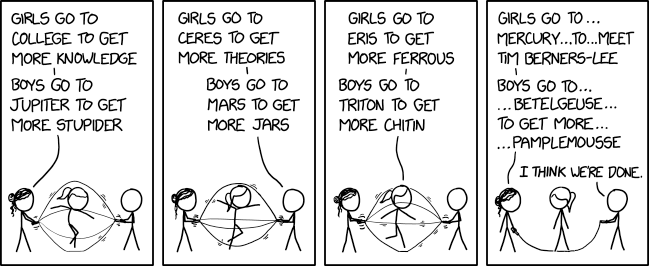 GIRLS GO TO
COLLEGE TO GET
MORE KNOWLEDGE
BOYS GO TO
JUPITER TO GET
MORE STUPIDER
GIRLS GO TO
CERES TO GET
MORE THEORIES
BOYS GO TO
MARS TO GET
MORE JARS
GIRLS GO TO
ERIS TO GET
MORE FERROUS
BOYS GO TO
TRITON TO GET
MORE CHITIN
GIRLS GO TO...
MERCURY...TO...MEET
TIM BERNERS-LEE
BOYS GO TO...
...BETELGEUSE...
TO GET MORE...
...PAMPLEMOUSSE
I THINK WE'RE DONE.